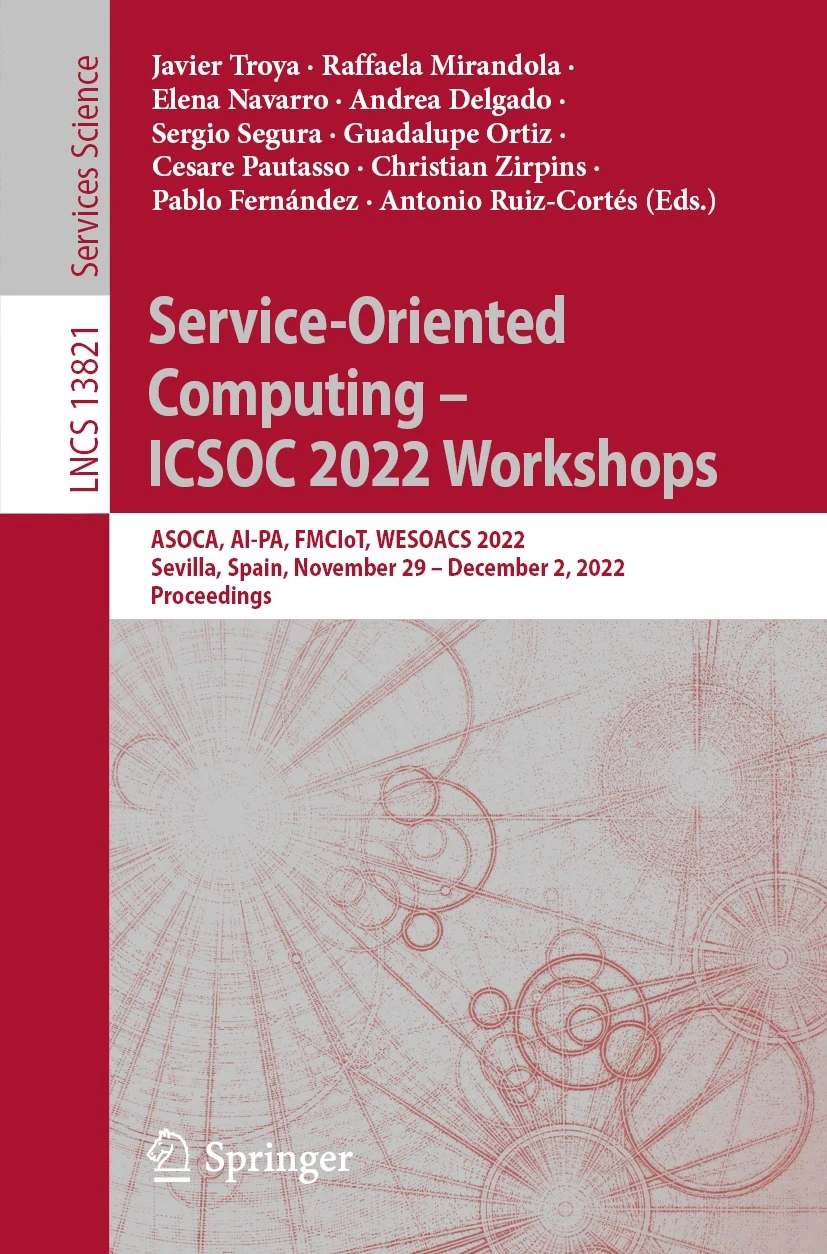 Services Science
LNCS 13821
Javier Troya · Raffaela Mirandola ·
Elena Navarro · Andrea Delgado ·
Sergio Segura · Guadalupe Ortiz ·
Cesare Pautasso · Christian Zirpins ·
Pablo Fernández · Antonio Ruiz-Cortés (Eds.)
Service-Oriented
Computing –
ICSOC 2022 Workshops
ASOCA, AI-PA, FMCIoT, WESOACS 2022
Sevilla, Spain, November 29 – December 2, 2022
Proceedings
Springer